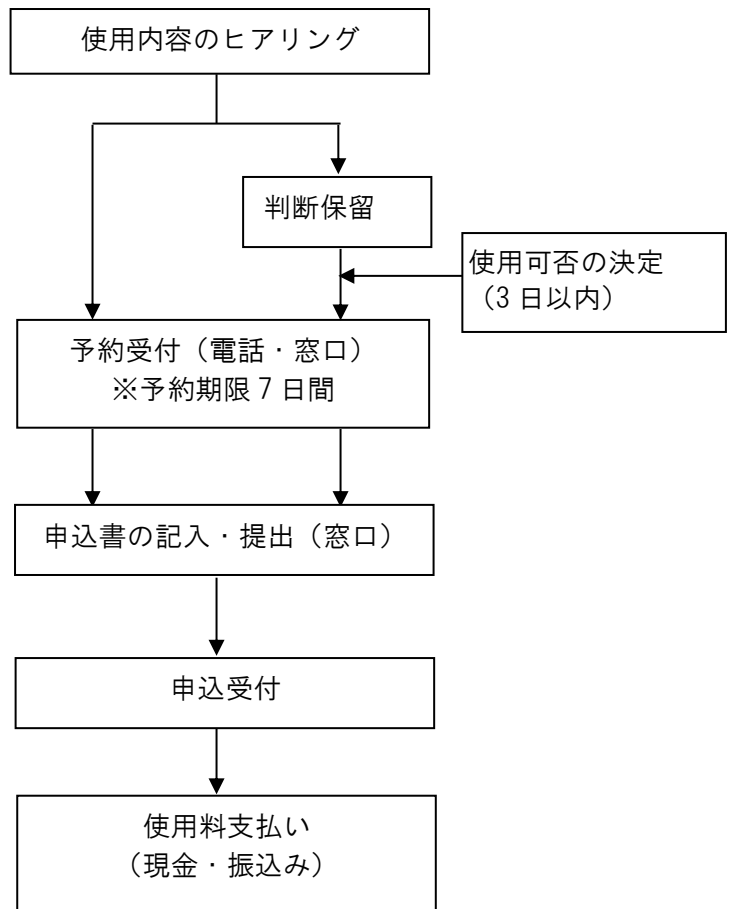 使用内容のヒアリング
判断保留
使用可否の決定
（3日以内）
予約受付（電話・窓口）
※予約期限7日間
申込書の記入・提出（窓口）
申込受付
使用料支払い
（現金・振込み）